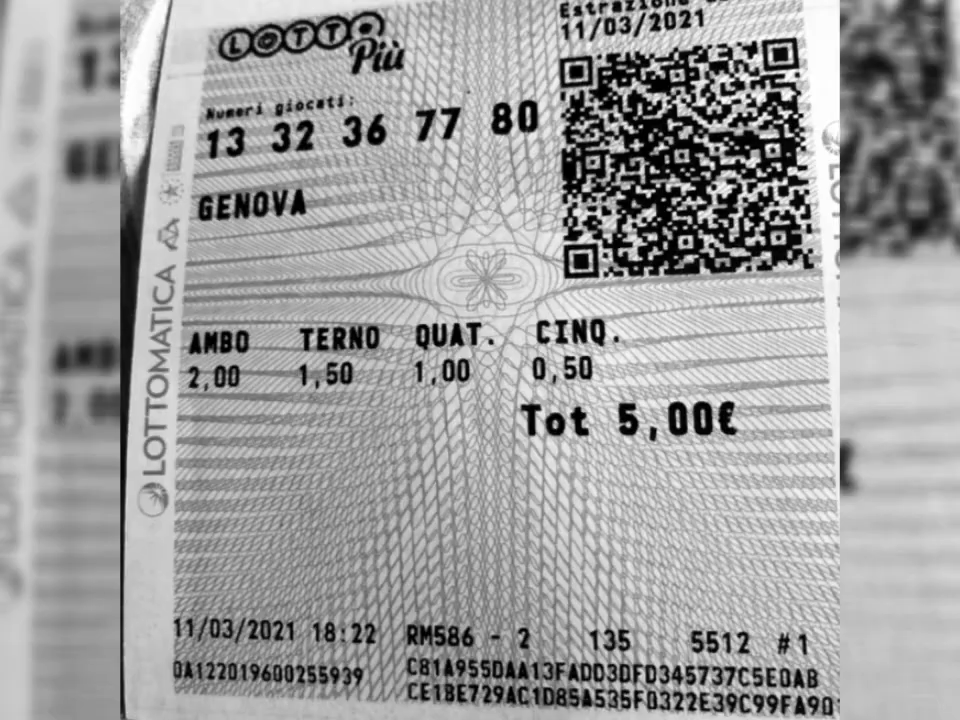 LOTTO
Più
Estrazione
11/03/2021
Numeri giocati:
13 32 36 77 80
GENOVA
LOTTOMATICA
AMBO TERNO QUAT. CINQ.
2,00 1,50 1,00 0,50
Tot 5,00€
11/03/2021 18:22 RM586 - 2 135 5512 #1
0A122019600255939 C81A955DAA13FADD3DFD345737C5E0AB
CE1BE729AC1D85A535F0322E39C99FA90